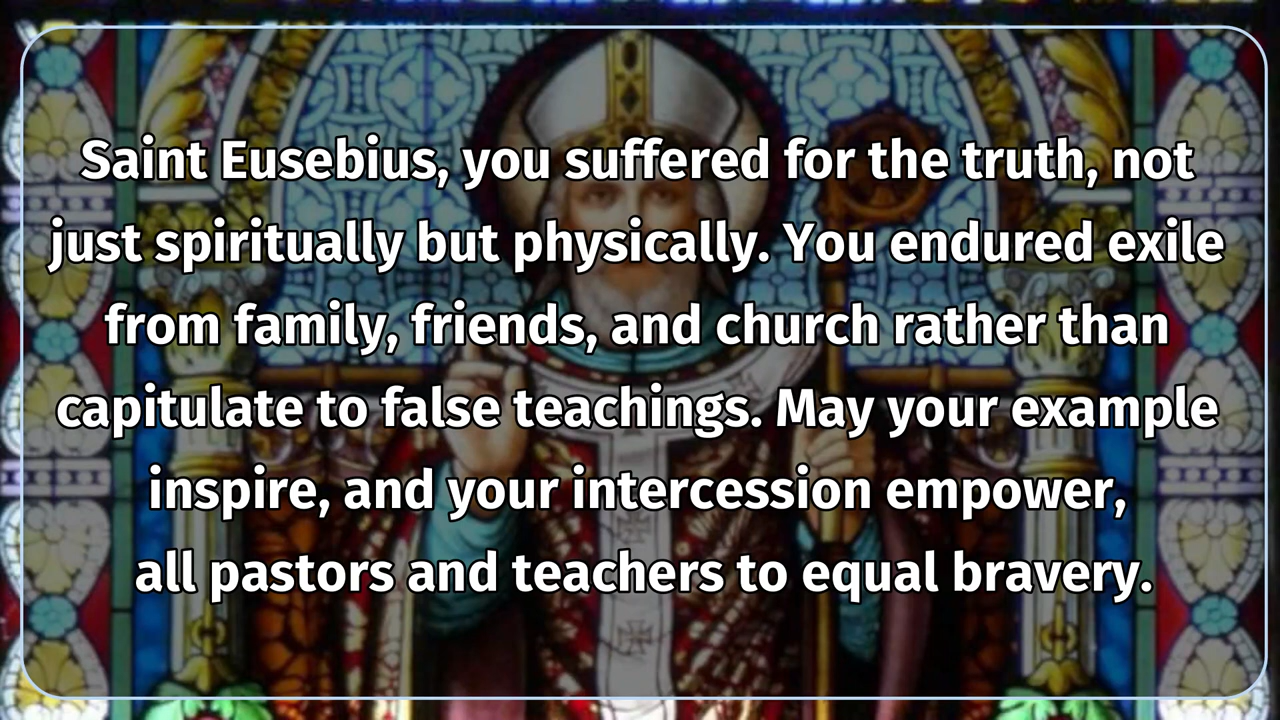 Saint Eusebius, you suffered for the truth, not
just spiritually but physically. You endured exile
from family, friends, and church rather than
capitulate to false teachings. May your example
inspire, and your intercession empower,
all pastors and teachers to equal bravery.